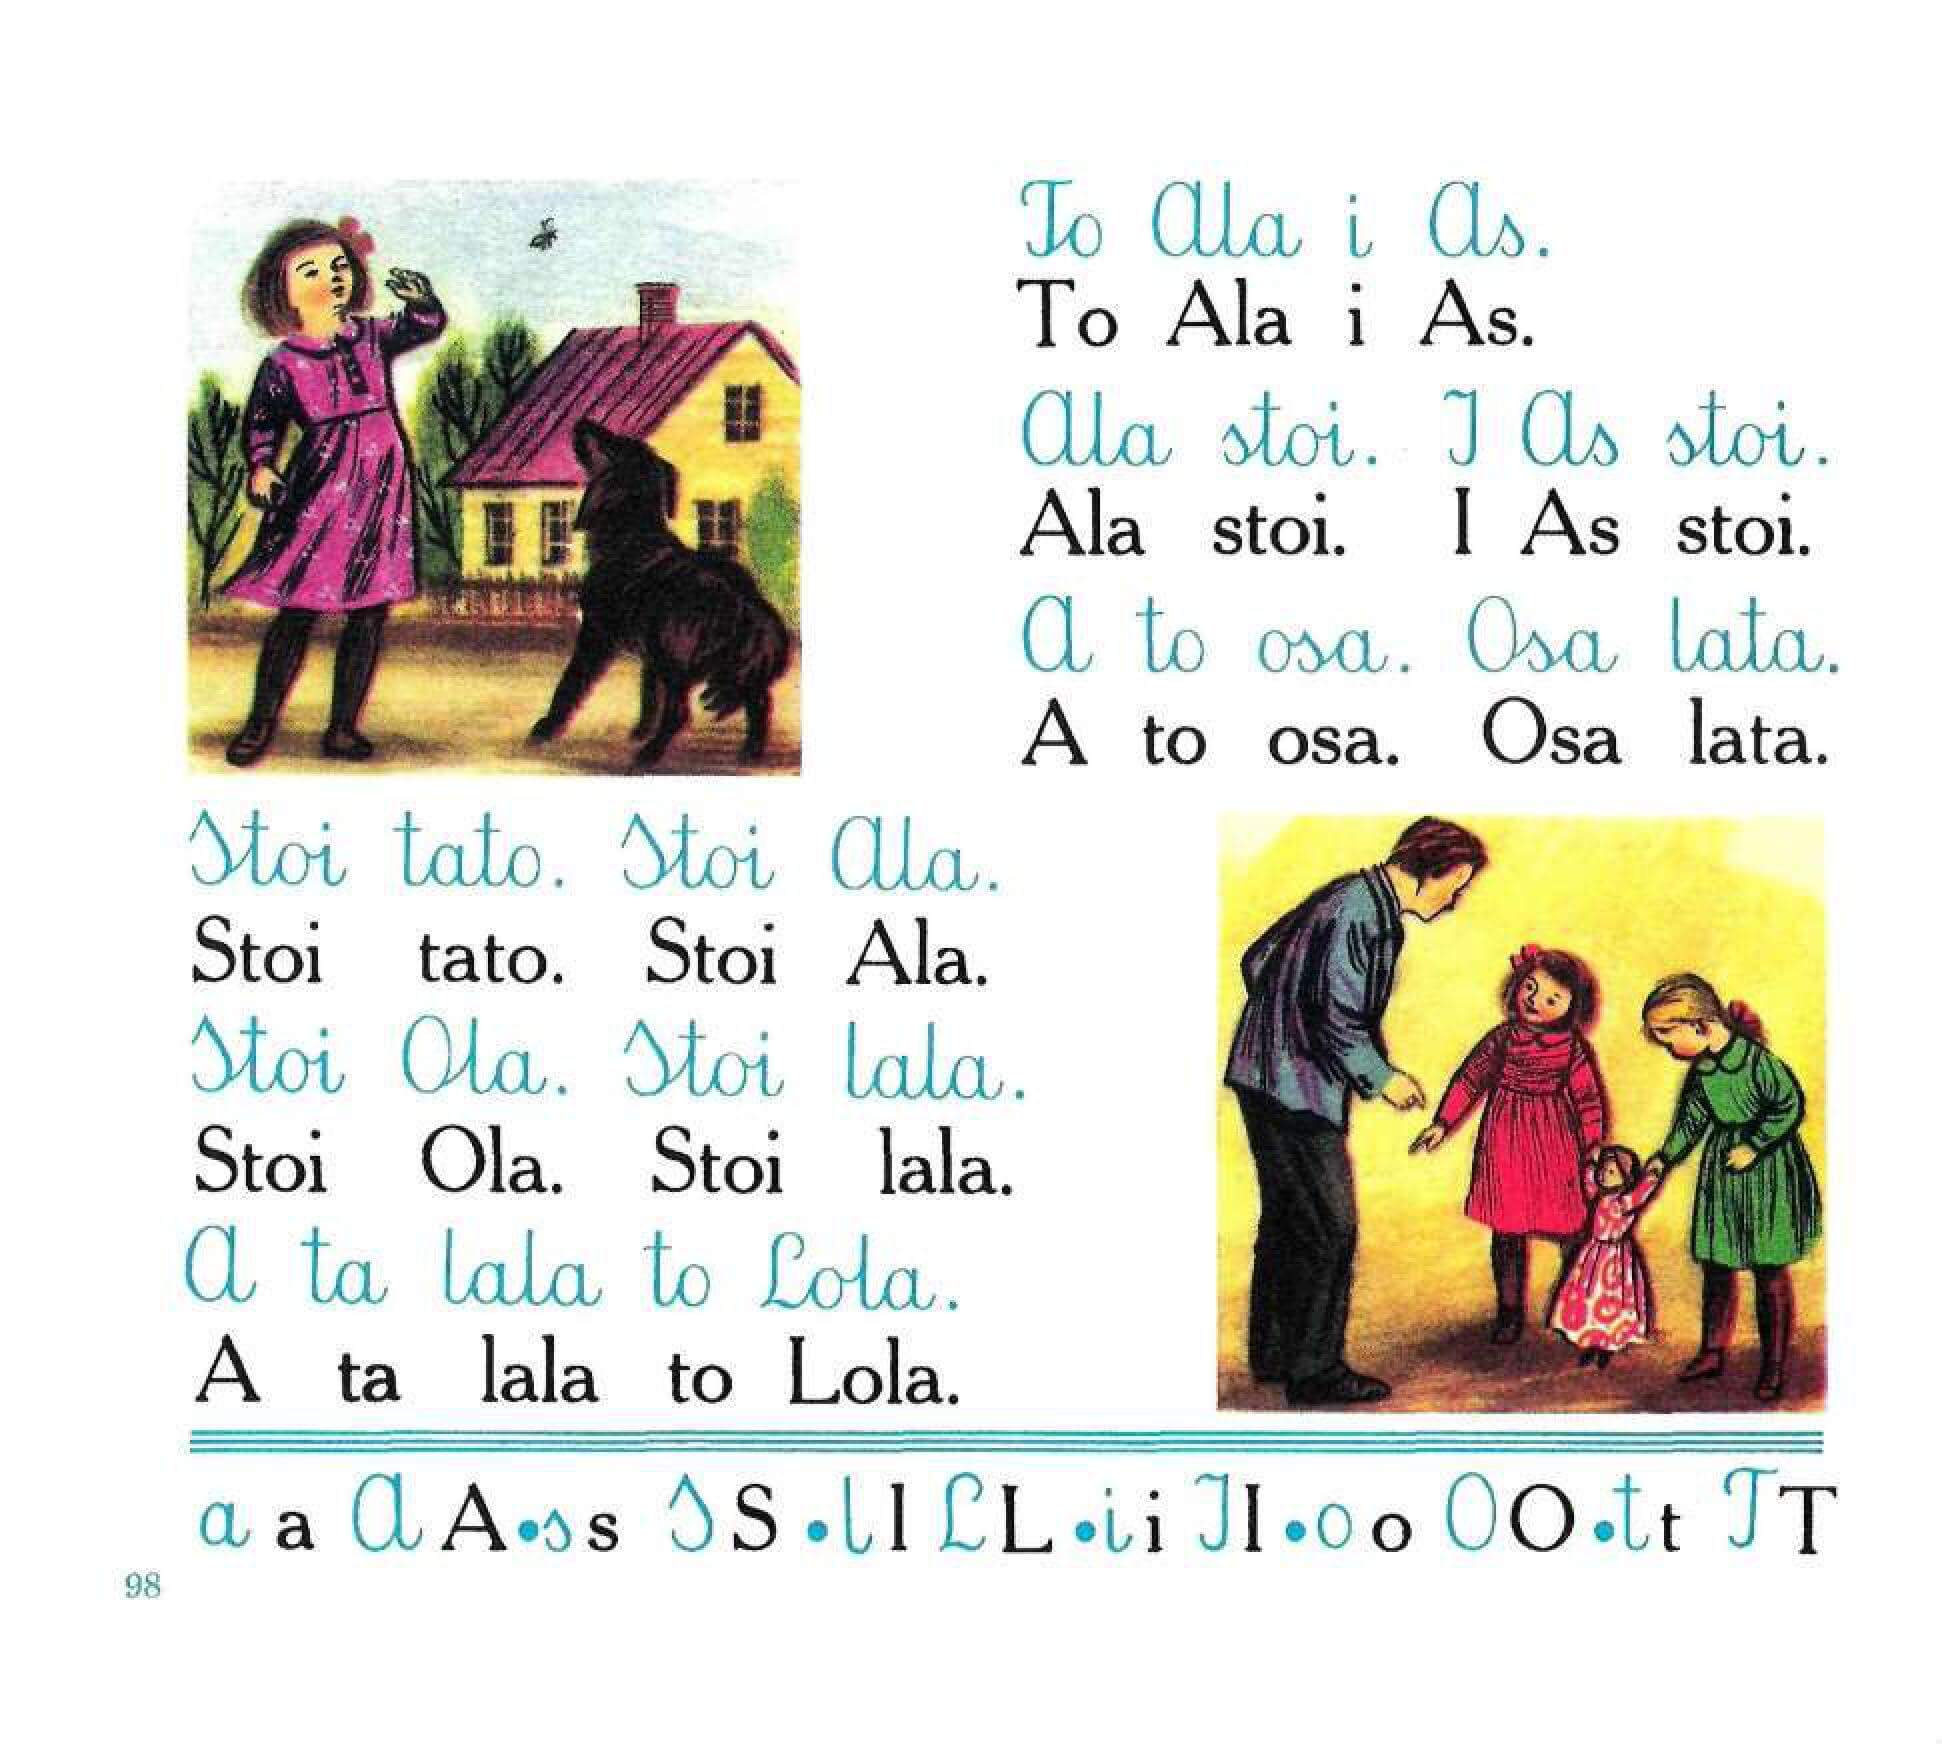 To Ala i As.
To Ala i As.
Ala stoi. I As stoi.
Ala stoi. I As stoi.
A to osa. Osa lata.
A to osa. Osa lata.
Stoi tato. Stoi Ala.
Stoi tato. Stoi Ala.
Stoi Ola. Stoi lala.
Stoi Ola. Stoi lala.
A ta lala to Lola.
A ta lala to Lola.
a a A A•s s S S•l l L L•i i I I•o o O O•t t T T
98